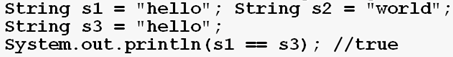 String s1 = "hello"; String s2 = "world";
String s3 = "hello";
System.out.println(s1 == s3); //true